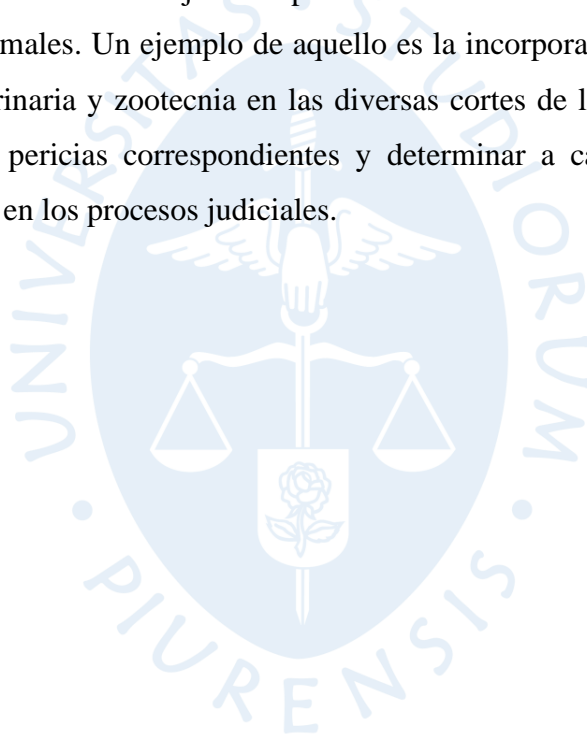 males. Un ejemplo de aquello es la incorpora
rinaria y zootecnia en las diversas cortes de l
pericias correspondientes y determinar a ca
en los procesos judiciales.
UNIVERSITAS • STUDIORUM • PIURENSIS